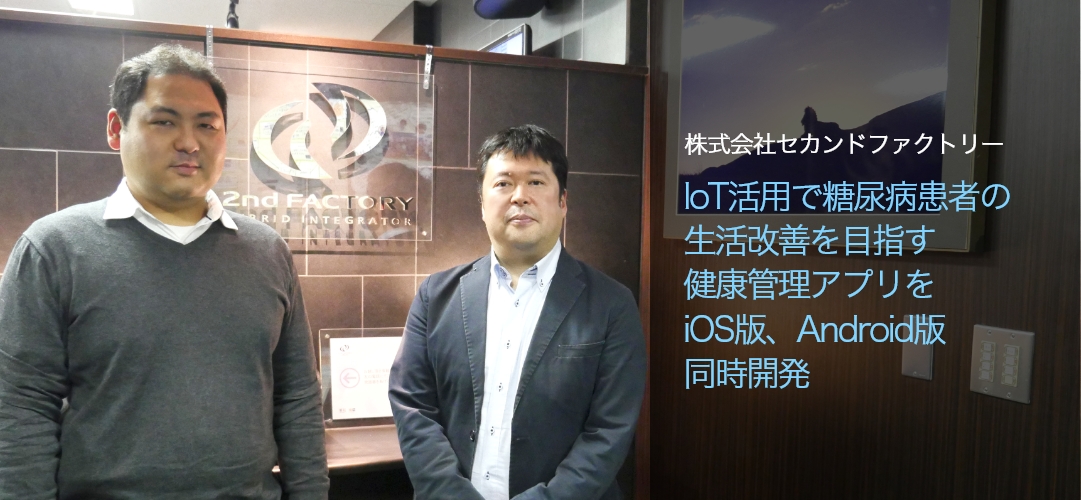 2nd FACTORY
BRID INTEGRATOR
株式会社セカンドファクトリー
IoT活用で糖尿病患者の
生活改善を目指す
健康管理アプリを
iOS版、Android版
同時開発